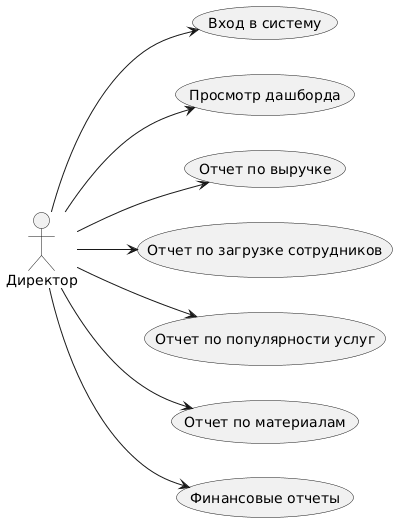 Вход в систему
Просмотр дашборда
Отчет по выручке
Отчет по загрузке сотрудников
Директор
Отчет по популярности услуг
Отчет по материалам
Финансовые отчеты